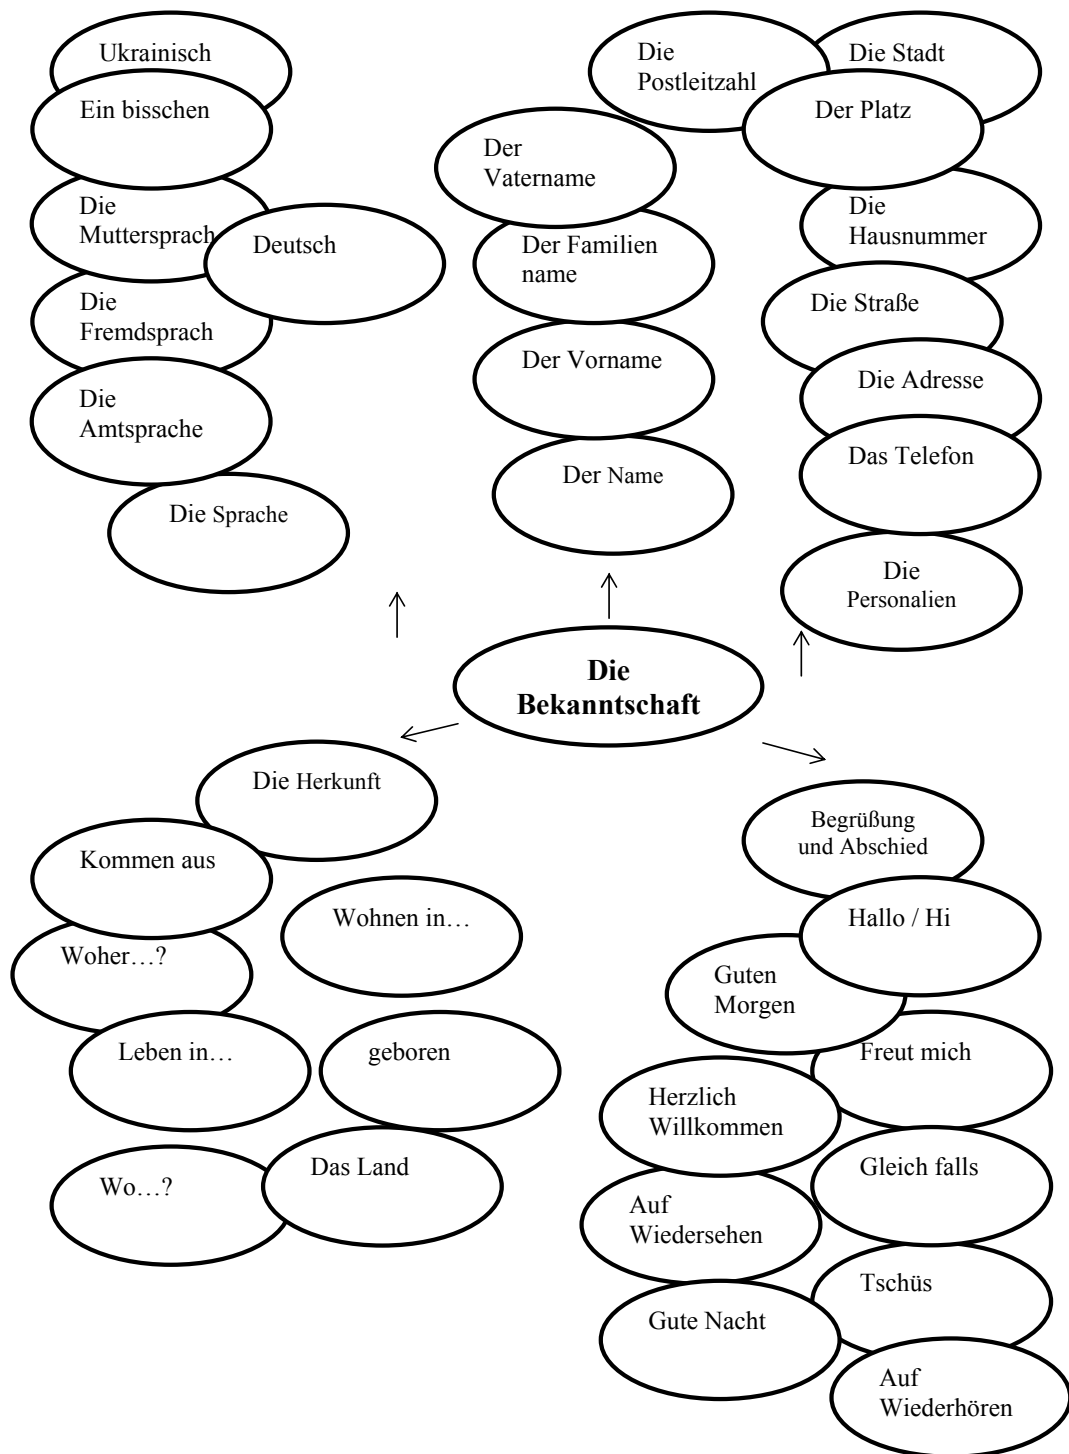 Ukrainisch
Ein bisschen
Die
Muttersprach
Deutsch
Die
Fremdsprach
Die
Amtsprache
Die Sprache
Der
Vatername
Der Familien
name
Der Vorname
Der Name
Die
Postleitzahl
Die Stadt
Der Platz
Die
Hausnummer
Die Straße
Die Adresse
Das Telefon
Die
Personalien
Die
Bekanntschaft
Die Herkunft
Kommen aus
Wohnen in…
Woher…?
Leben in…
geboren
Das Land
Wo…?
Begrüßung
und Abschied
Hallo / Hi
Guten
Morgen
Freut mich
Herzlich
Willkommen
Gleich falls
Auf
Wiedersehen
Tschüs
Gute Nacht
Auf
Wiederhören